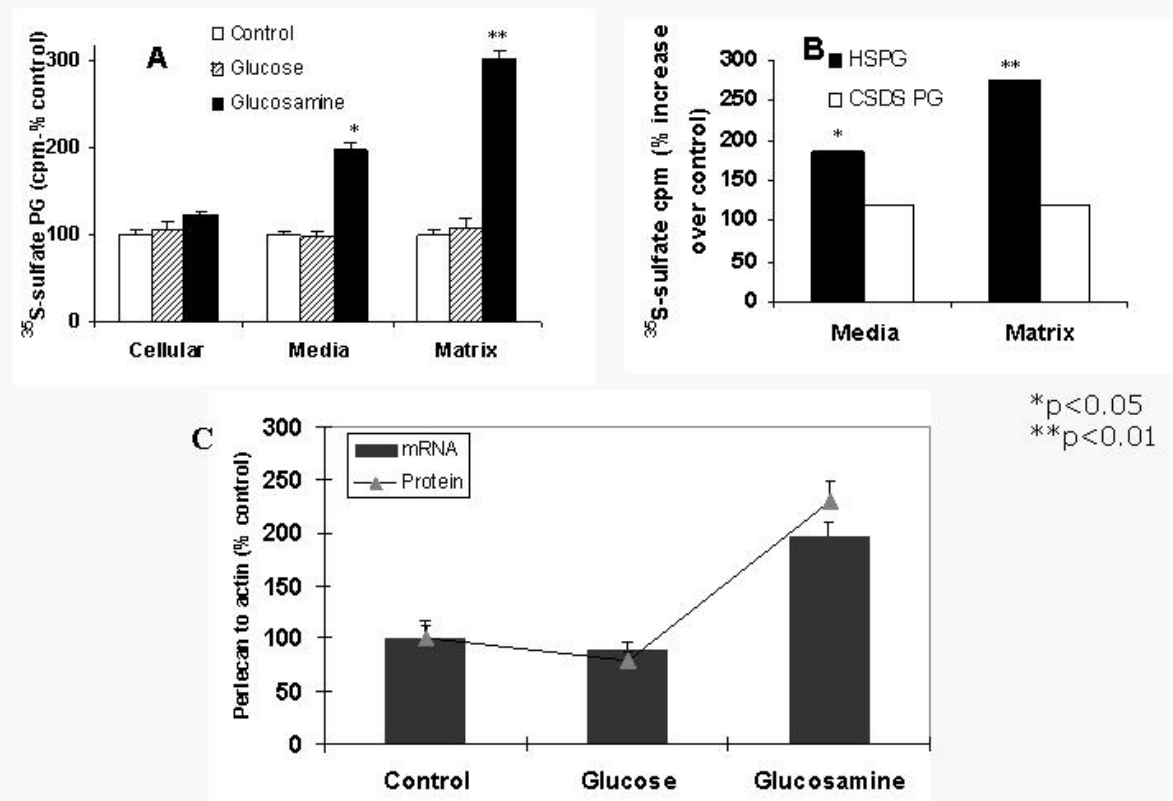 A
□ Control
Glucose
■ Glucosamine
³⁵S-sulfate PG (cpm-% control)
300
200
100
0
*
**
Cellular Media Matrix
B
■ HSPG
□ CSDS PG
³⁵S-sulfate cpm (% increase
over control)
300
250
200
150
100
50
0
*
**
Media Matrix
*p<0.05
**p<0.01
C
mRNA
Protein
Perlecan to actin (% control)
300
250
200
150
100
50
0
Control Glucose Glucosamine